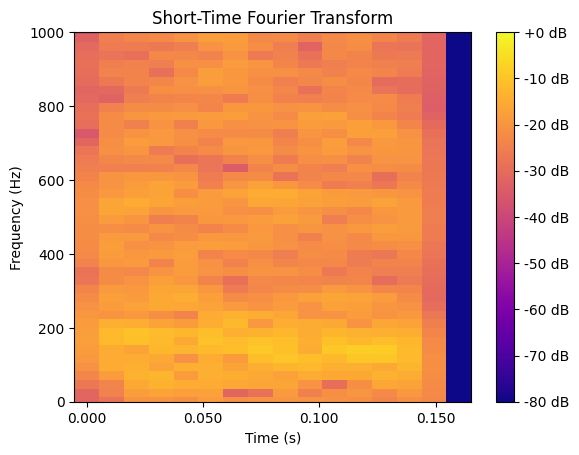 Short-Time Fourier Transform
1000
800
600
400
200
0
Frequency (Hz)
0.000
0.050
0.100
0.150
Time (s)
+0 dB
-10 dB
-20 dB
-30 dB
-40 dB
-50 dB
-60 dB
-70 dB
-80 dB